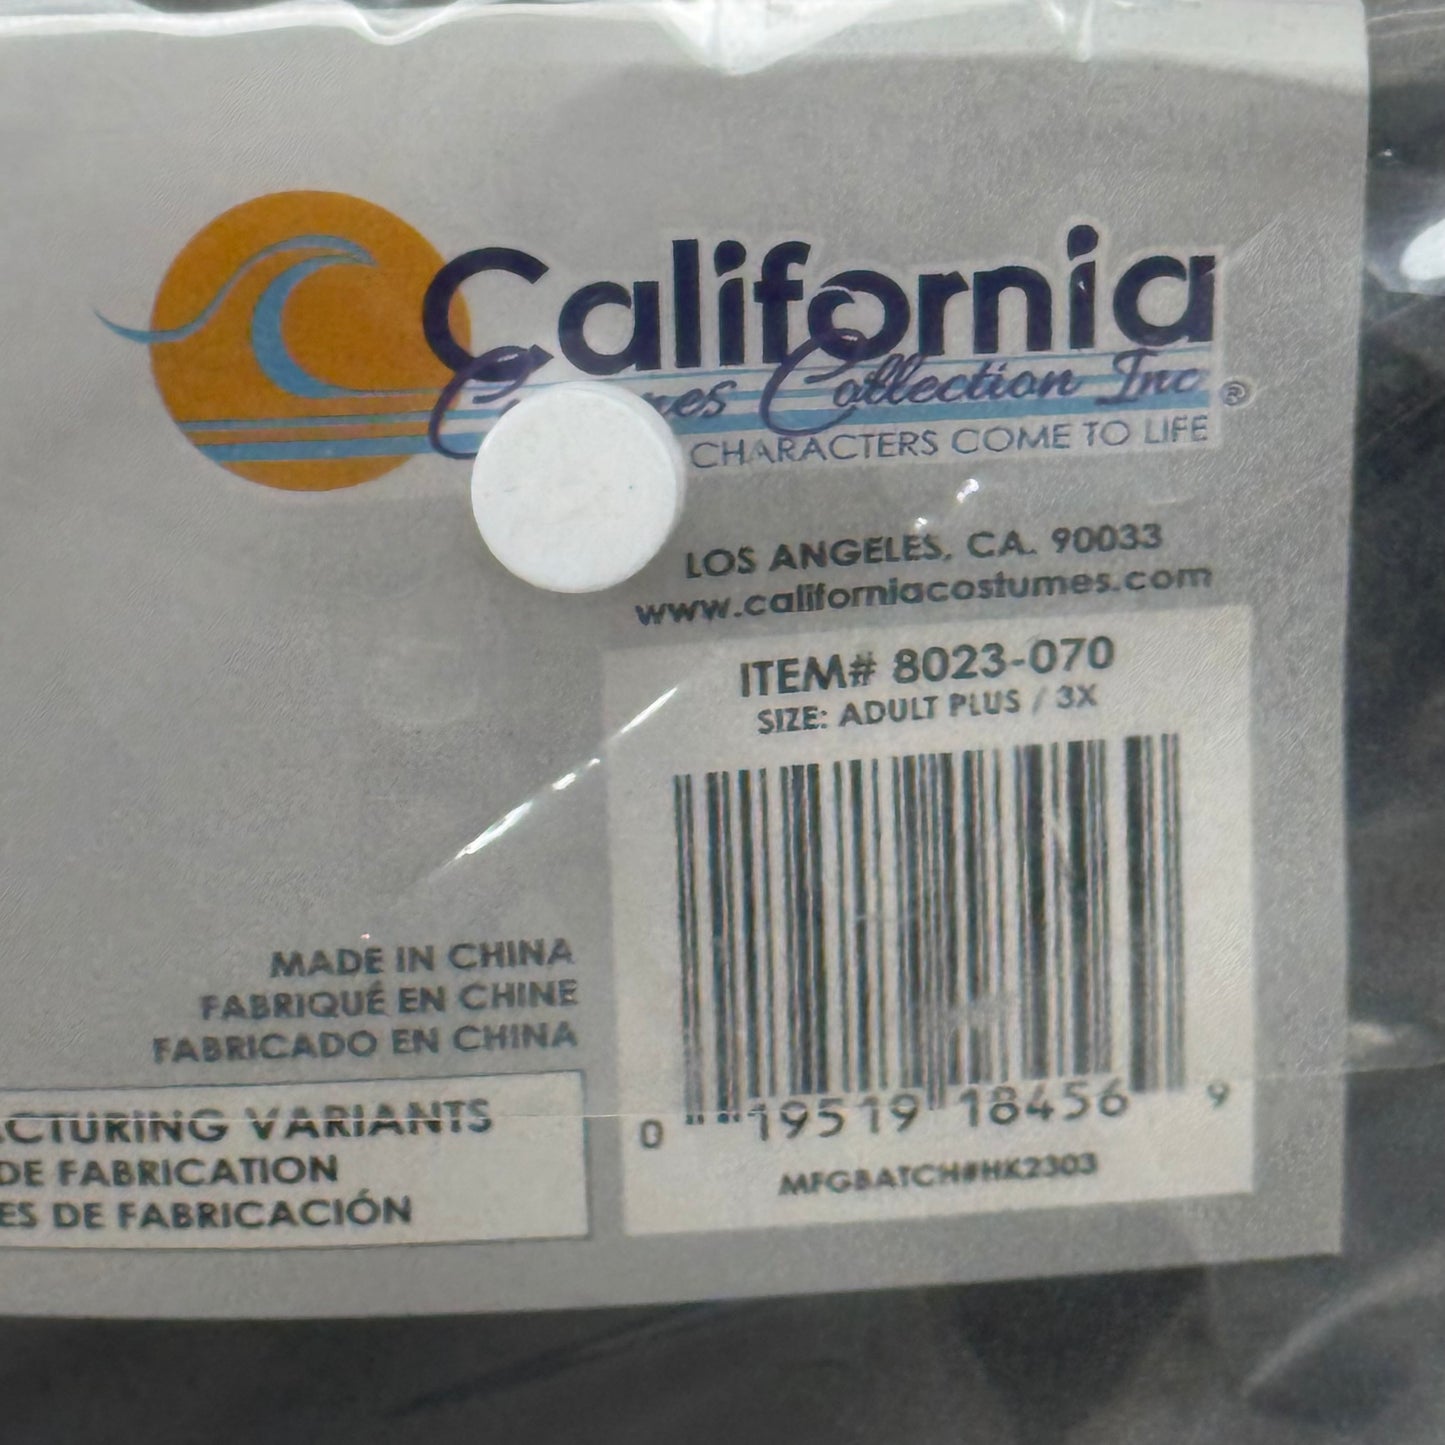 California
Collection Inc ®
CHARACTERS COME TO LIFE
LOS ANGELES, CA. 90033
www.californiacostumes.com
ITEM# 8023-070
SIZE: ADULT PLUS / 3X
MADE IN CHINA
FABRIQUÉ EN CHINE
FABRICADO EN CHINA
VARIANTS
DE FABRICATION
DE FABRICACIÓN
0 19519 18456 9
MFGBATCH#HK2303